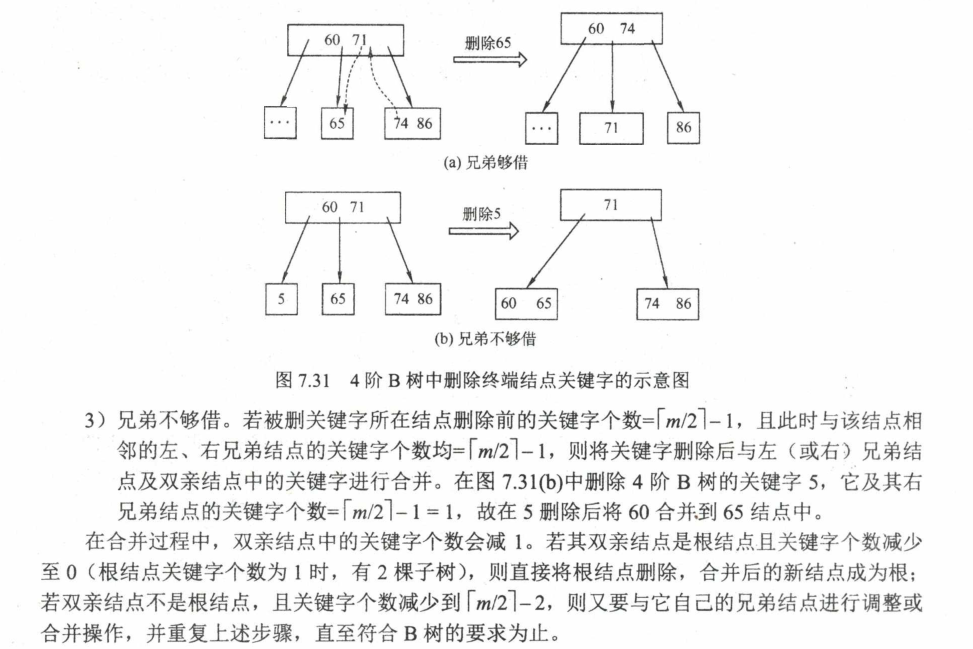 60 71
删除65
60 74
...
65
74 86
...
71
86
(a) 兄弟够借
60 71
删除5
71
5
65
74 86
60 65
74 86
(b) 兄弟不够借
图 7.31 4 阶 B 树中删除终端结点关键字的示意图
3）兄弟不够借。若被删关键字所在结点删除前的关键字个数=⌈m/2⌉−1，且此时与该结点相
邻的左、右兄弟结点的关键字个数均=⌈m/2⌉−1，则将关键字删除后与左（或右）兄弟结
点及双亲结点中的关键字进行合并。在图 7.31(b)中删除 4 阶 B 树的关键字 5，它及其右
兄弟结点的关键字个数=⌈m/2⌉−1 = 1，故在 5 删除后将 60 合并到 65 结点中。
在合并过程中，双亲结点中的关键字个数会减 1。若其双亲结点是根结点且关键字个数减少
至 0（根结点关键字个数为 1 时，有 2 棵子树），则直接将根结点删除，合并后的新结点成为根；
若双亲结点不是根结点，且关键字个数减少到⌈m/2⌉−2，则又要与它自己的兄弟结点进行调整或
合并操作，并重复上述步骤，直至符合 B 树的要求为止。